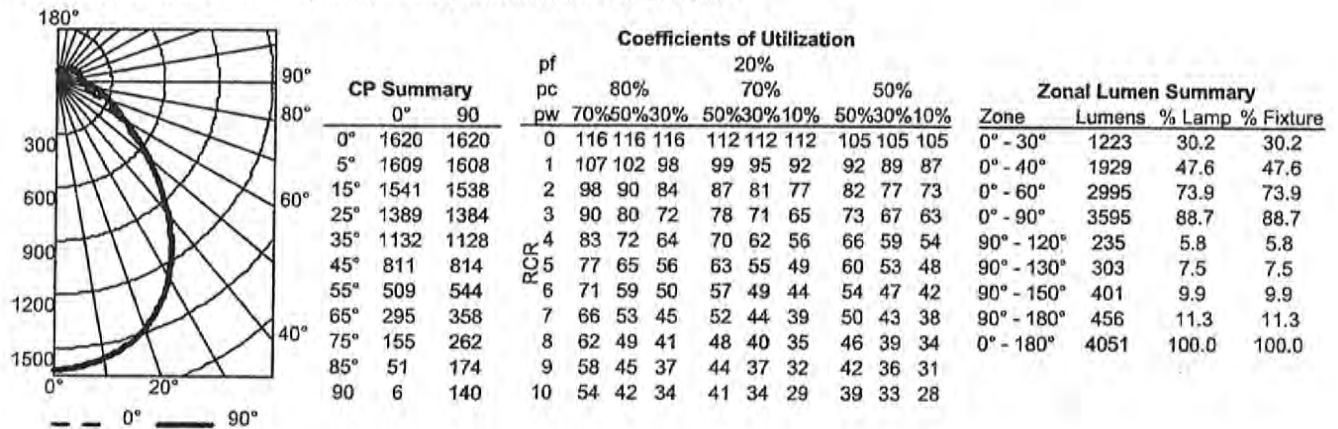 180°
90°
80°
60°
40°
300
600
900
1200
1500
0° 20°
0° 90°
CP Summary
0° 90
0° 1620 1620
5° 1609 1608
15° 1541 1538
25° 1389 1384
35° 1132 1128
45° 811 814
55° 509 544
65° 295 358
75° 155 262
85° 51 174
90 6 140
Coefficients of Utilization
pf 20%
pc 80% 70% 50%
pw 70%50%30% 50%30%10% 50%30%10%
RCR
0 116 116 116 112 112 112 105 105 105
1 107 102 98 99 95 92 92 89 87
2 98 90 84 87 81 77 82 77 73
3 90 80 72 78 71 65 73 67 63
4 83 72 64 70 62 56 66 59 54
5 77 65 56 63 55 49 60 53 48
6 71 59 50 57 49 44 54 47 42
7 66 53 45 52 44 39 50 43 38
8 62 49 41 48 40 35 46 39 34
9 58 45 37 44 37 32 42 36 31
10 54 42 34 41 34 29 39 33 28
Zonal Lumen Summary
Zone Lumens % Lamp % Fixture
0° - 30° 1223 30.2 30.2
0° - 40° 1929 47.6 47.6
0° - 60° 2995 73.9 73.9
0° - 90° 3595 88.7 88.7
90° - 120° 235 5.8 5.8
90° - 130° 303 7.5 7.5
90° - 150° 401 9.9 9.9
90° - 180° 456 11.3 11.3
0° - 180° 4051 100.0 100.0